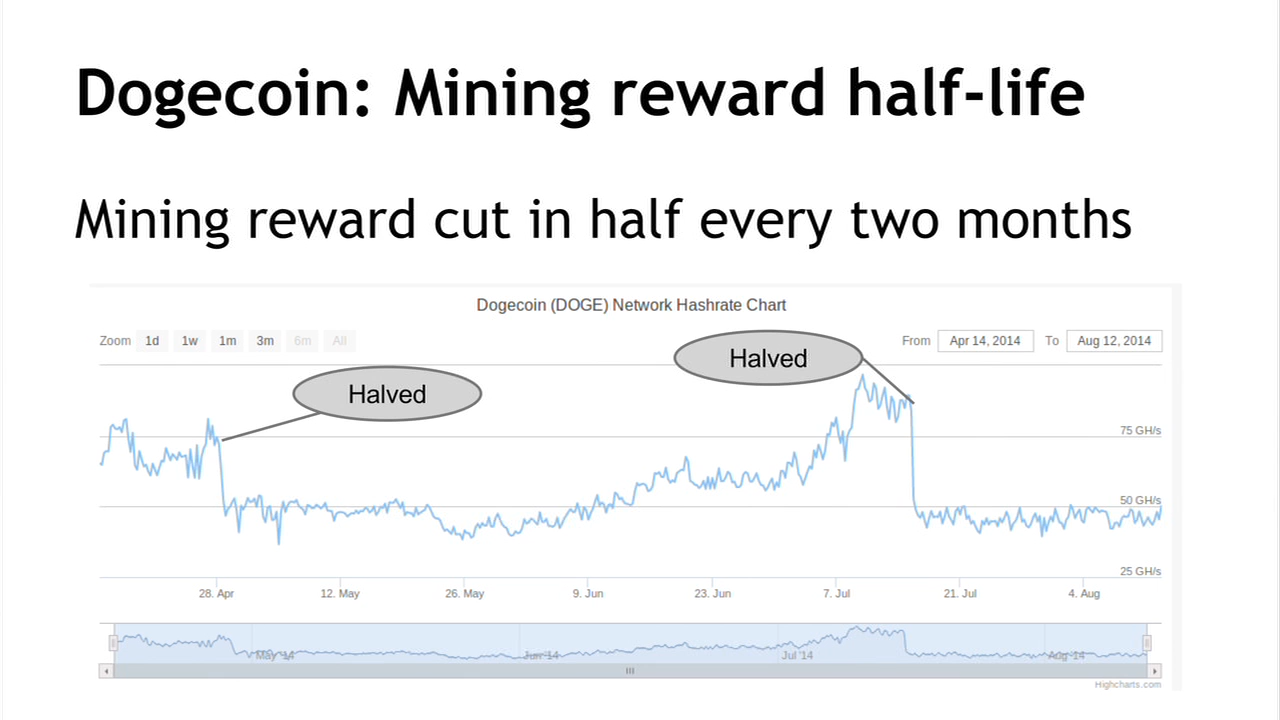 Dogecoin: Mining reward half-life
Mining reward cut in half every two months
Dogecoin (DOGE) Network Hashrate Chart
Zoom 1d 1w 1m 3m 6m All
From Apr 14, 2014 To Aug 12, 2014
Halved
Halved
75 GH/s
50 GH/s
25 GH/s
28. Apr 12. May 26. May 9. Jun 23. Jun 7. Jul 21. Jul 4. Aug
May '14 Jun '14 Jul '14 Aug '14
Highcharts.com